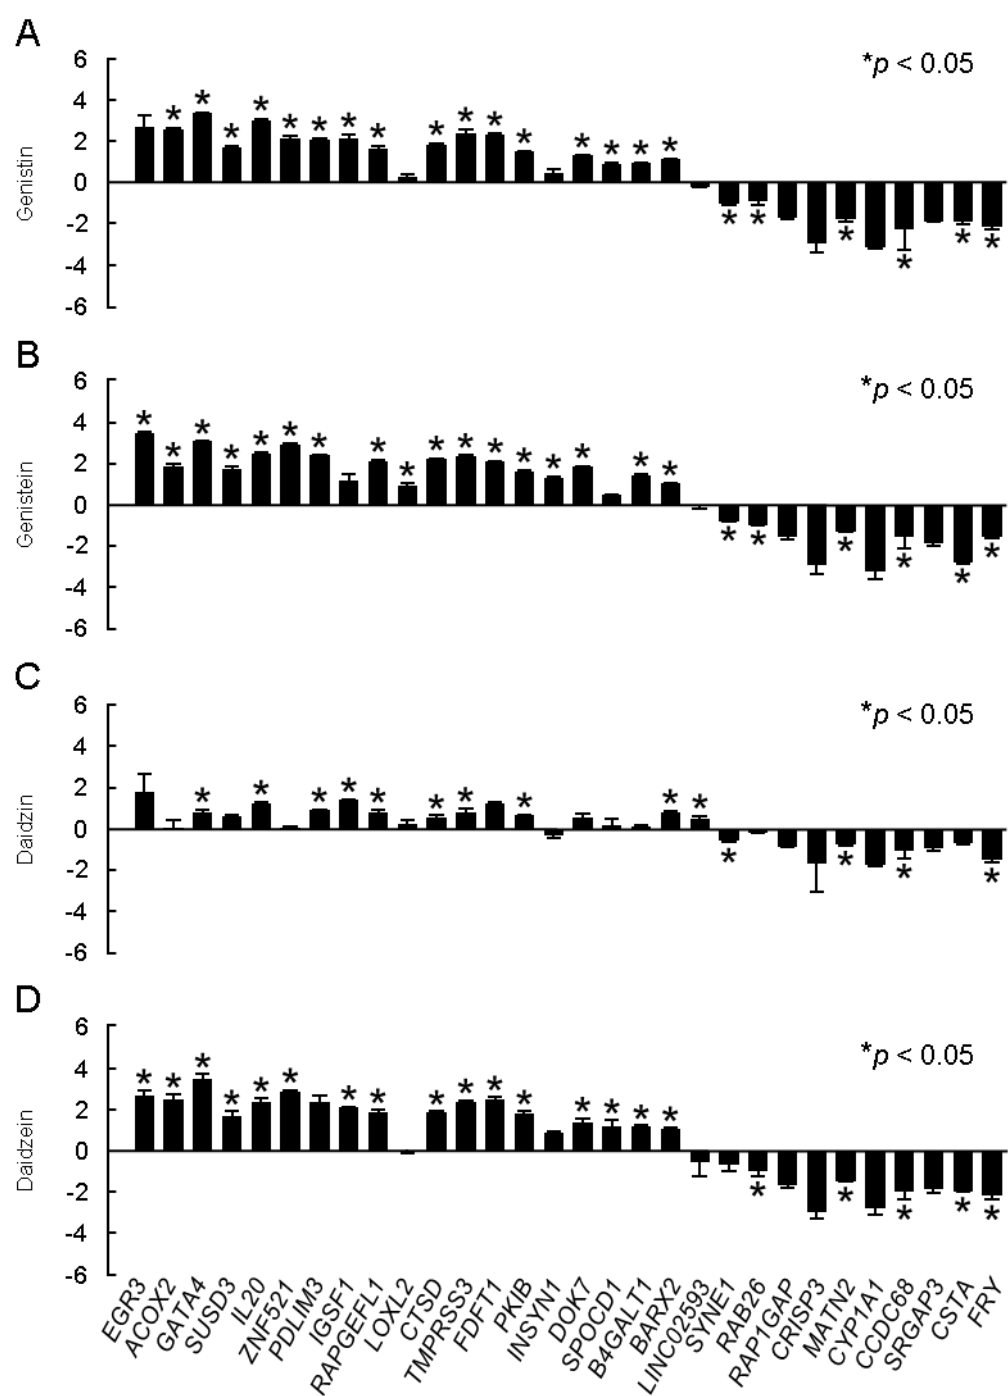 A
*p < 0.05
6
4
2
0
-2
-4
-6
Genistin
B
*p < 0.05
6
4
2
0
-2
-4
-6
Genistein
C
*p < 0.05
6
4
2
0
-2
-4
-6
Daidzin
D
*p < 0.05
6
4
2
0
-2
-4
-6
Daidzein
EGR3
ACOX2
GATA4
SUSD3
IL20
ZNF521
PDLIM3
IGSF1
RAPGEFL1
LOXL2
CTSD
TMPRSS3
FDFT1
PKIB
INSYN1
DOK7
SPOCD1
B4GALT1
BARX2
LINC02593
SYNE1
RAB26
RAP1GAP
CRISP3
MATN2
CYP1A1
CCDC68
SRGAP3
CSTA
FRY